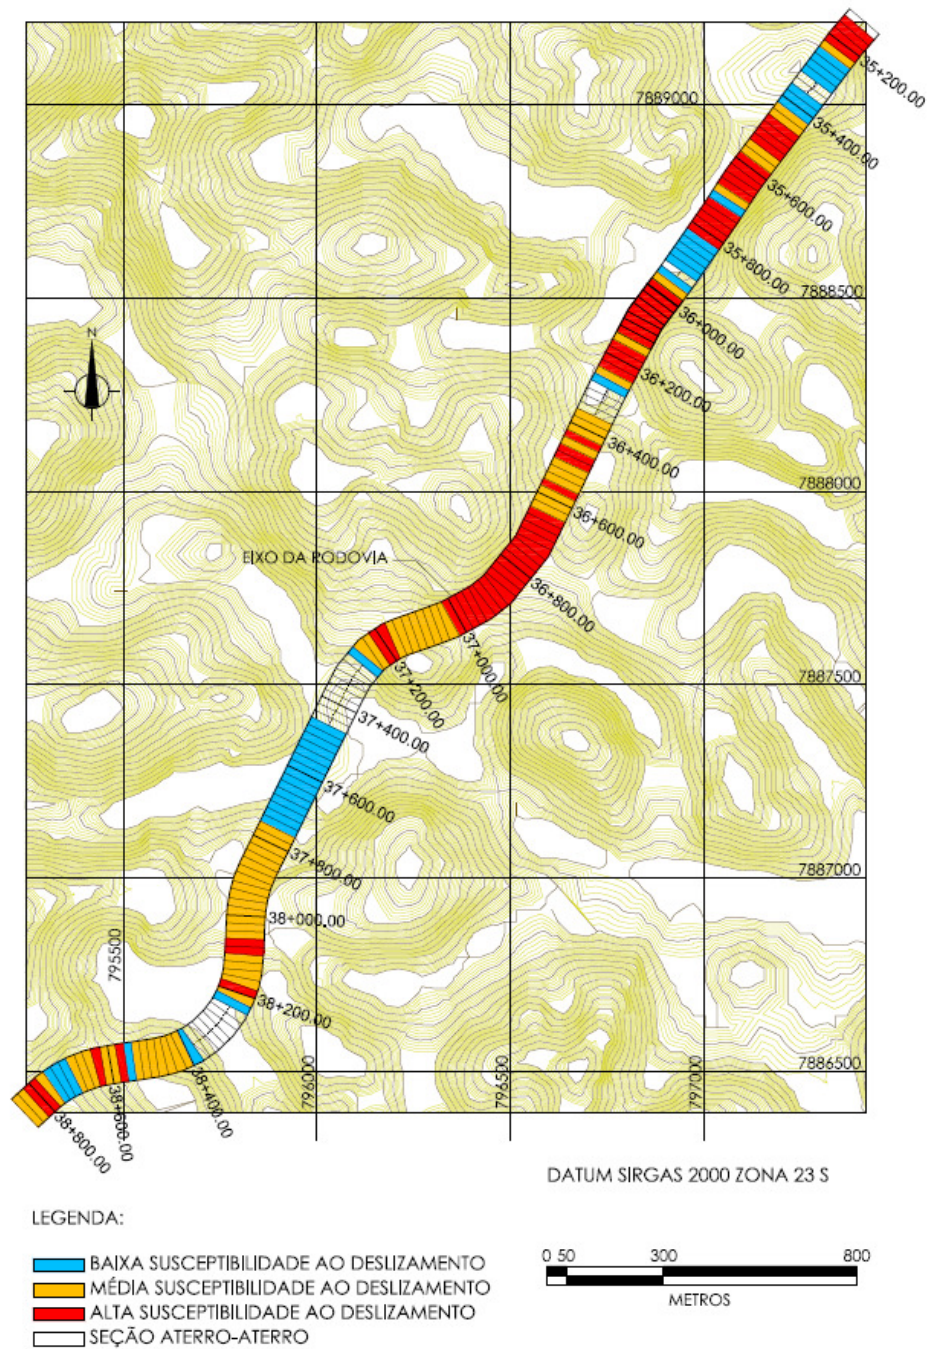 35+200.00
7889000
35+400.00
35+600.00
35+800.00
7888500
36+000.00
N
36+200.00
36+400.00
7888000
36+600.00
EIXO DA RODOVIA
36+800.00
37+000.00
7887500
37+200.00
37+400.00
37+600.00
37+800.00
7887000
38+000.00
795500
38+200.00
796000
796500
797000
7886500
38+400.00
38+600.00
38+800.00
DATUM SIRGAS 2000 ZONA 23 S
LEGENDA:
BAIXA SUSCEPTIBILIDADE AO DESLIZAMENTO
MÉDIA SUSCEPTIBILIDADE AO DESLIZAMENTO
ALTA SUSCEPTIBILIDADE AO DESLIZAMENTO
SEÇÃO ATERRO-ATERRO
0 50 300 800
METROS